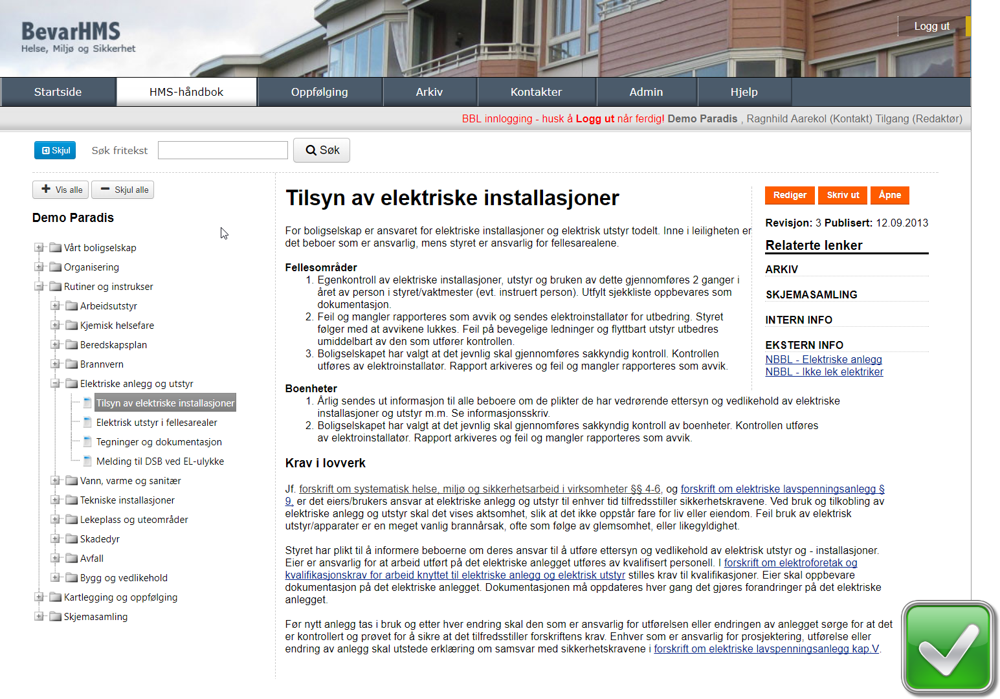 BevarHMS
Helse, Miljø og Sikkerhet
Logg ut
Startside
HMS-håndbok
Oppfølging
Arkiv
Kontakter
Admin
Hjelp
BBL innlogging - husk å Logg ut når ferdig! Demo Paradis , Ragnhild Aarekol (Kontakt) Tilgang (Redaktør)
Skjul
Søk fritekst
Søk
Vis alle
Skjul alle
Demo Paradis
Vårt boligselskap
Organisering
Rutiner og instrukser
Arbeidsutstyr
Kjemisk helsefare
Beredskapsplan
Brannvern
Elektriske anlegg og utstyr
Tilsyn av elektriske installasjoner
Elektrisk utstyr i fellesarealer
Tegninger og dokumentasjon
Melding til DSB ved EL-ulykke
Vann, varme og sanitær
Tekniske installasjoner
Lekeplass og uteområder
Skadedyr
Avfall
Bygg og vedlikehold
Kartlegging og oppfølging
Skjemasamling
Tilsyn av elektriske installasjoner
For boligselskap er ansvaret for elektriske installasjoner og elektrisk utstyr todelt. Inne i leiligheten er
det beboer som er ansvarlig, mens styret er ansvarlig for fellesarealene.
Fellesområder
1. Egenkontroll av elektriske installasjoner, utstyr og bruken av dette gjennomføres 2 ganger i
året av person i styret/vaktmester (evt. instruert person). Utfylt sjekkliste oppbevares som
dokumentasjon.
2. Feil og mangler rapporteres som avvik og sendes elektroinstallatør for utbedring. Styret
følger med at avvikene lukkes. Feil på bevegelige ledninger og flyttbart utstyr utbedres
umiddelbart av den som utfører kontrollen.
3. Boligselskapet har valgt at det jevnlig skal gjennomføres sakkyndig kontroll. Kontrollen
utføres av elektroinstallatør. Rapport arkiveres og feil og mangler rapporteres som avvik.
Boenheter
1. Årlig sendes ut informasjon til alle beboere om de plikter de har vedrørende ettersyn og vedlikehold av elektriske
installasjoner og utstyr m.m. Se informasjonsskriv.
2. Boligselskapet har valgt at det jevnlig skal gjennomføres sakkyndig kontroll av boenheter. Kontrollen utføres
av elektroinstallatør. Rapport arkiveres og feil og mangler rapporteres som avvik.
Krav i lovverk
Jf. forskrift om systematisk helse, miljø og sikkerhetsarbeid i virksomheter §§ 4-6, og forskrift om elektriske lavspenningsanlegg §
9, er det eiers/brukers ansvar at elektriske anlegg og utstyr til enhver tid tilfredsstiller sikkerhetskravene. Ved bruk og tilkobling av
elektriske anlegg og utstyr skal det vises aktsomhet, slik at det ikke oppstår fare for liv eller eiendom. Feil bruk av elektrisk
utstyr/apparater er en meget vanlig brannårsak, ofte som følge av glemsomhet, eller likegyldighet.
Styret har plikt til å informere beboerne om deres ansvar til å utføre ettersyn og vedlikehold av elektrisk utstyr og - installasjoner.
Eier er ansvarlig for at arbeid utført på det elektriske anlegget utføres av kvalifisert personell. I forskrift om elektroforetak og
kvalifikasjonskrav for arbeid knyttet til elektriske anlegg og elektrisk utstyr stilles krav til kvalifikasjoner. Eier skal oppbevare
dokumentasjon på det elektriske anlegget. Dokumentasjonen må oppdateres hver gang det gjøres forandringer på det elektriske
anlegget.
Før nytt anlegg tas i bruk og etter hver endring skal den som er ansvarlig for utførelsen eller endringen av anlegget sørge for at det
er kontrollert og prøvet for å sikre at det tilfredsstiller forskriftens krav. Enhver som er ansvarlig for prosjektering, utførelse eller
endring av anlegg skal utstede erklæring om samsvar med sikkerhetskravene i forskrift om elektriske lavspenningsanlegg kap.V.
Rediger
Skriv ut
Åpne
Revisjon: 3 Publisert: 12.09.2013
Relaterte lenker
ARKIV
SKJEMASAMLING
INTERN INFO
EKSTERN INFO
NBBL - Elektriske anlegg
NBBL - Ikke lek elektriker